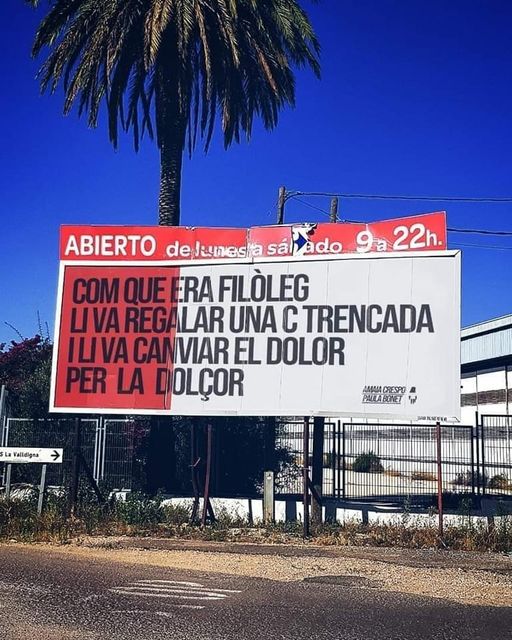 ABIERTO de lunes a sábado 9 a 22h.
COM QUE ERA FILÒLEG
LI VA REGALAR UNA C TRENCADA
I LI VA CANVIAR EL DOLOR
PER LA DOLÇOR
AMAIA CRESPO
PAULA BONET
S La Valldigna